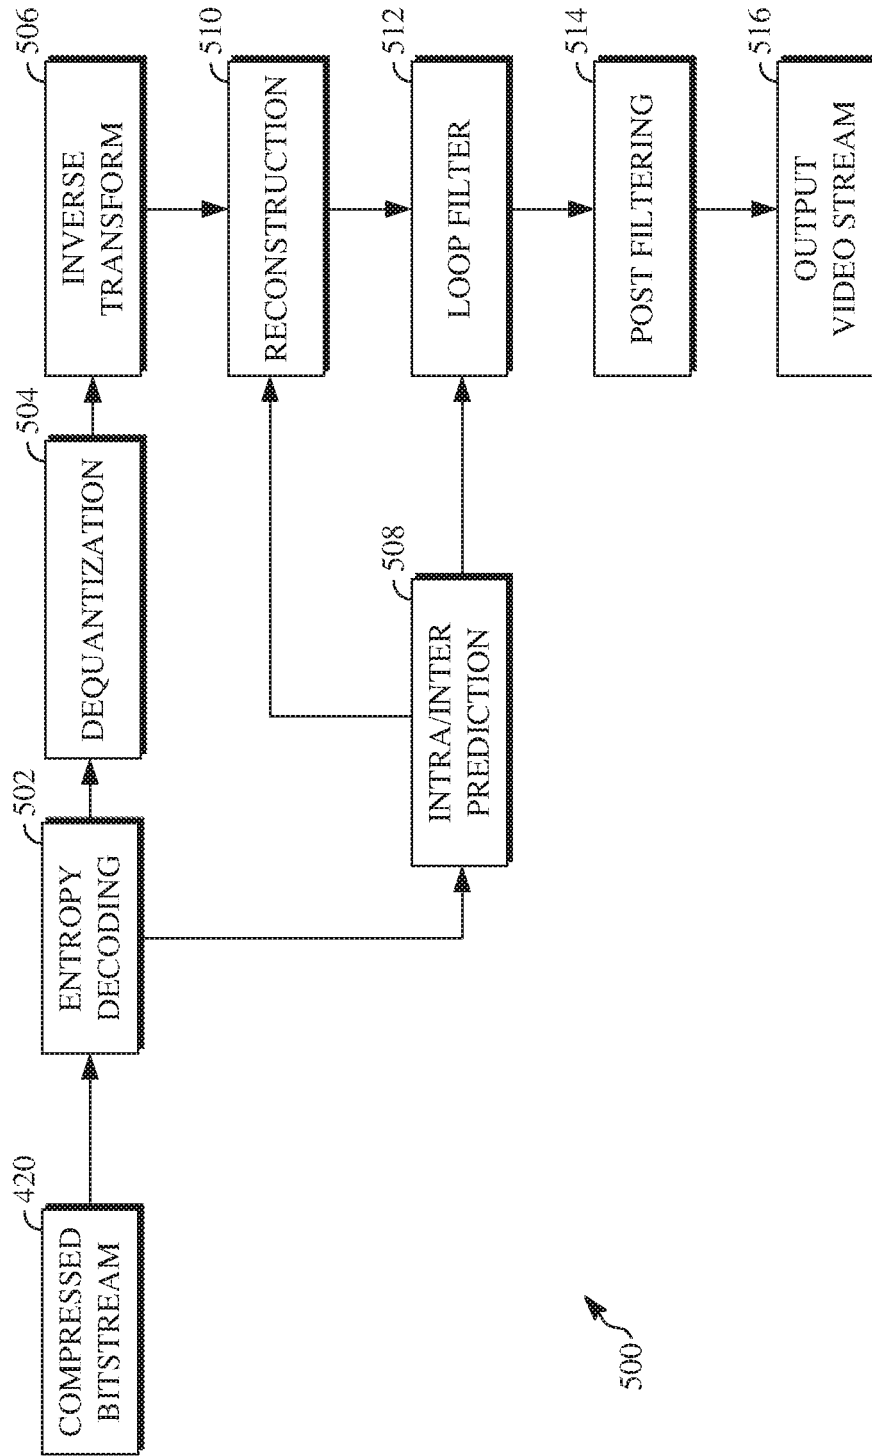 420
COMPRESSED
BITSTREAM
502
ENTROPY
DECODING
504
DEQUANTIZATION
506
INVERSE
TRANSFORM
508
INTRA/INTER
PREDICTION
510
RECONSTRUCTION
512
LOOP FILTER
514
POST FILTERING
516
OUTPUT
VIDEO STREAM
500